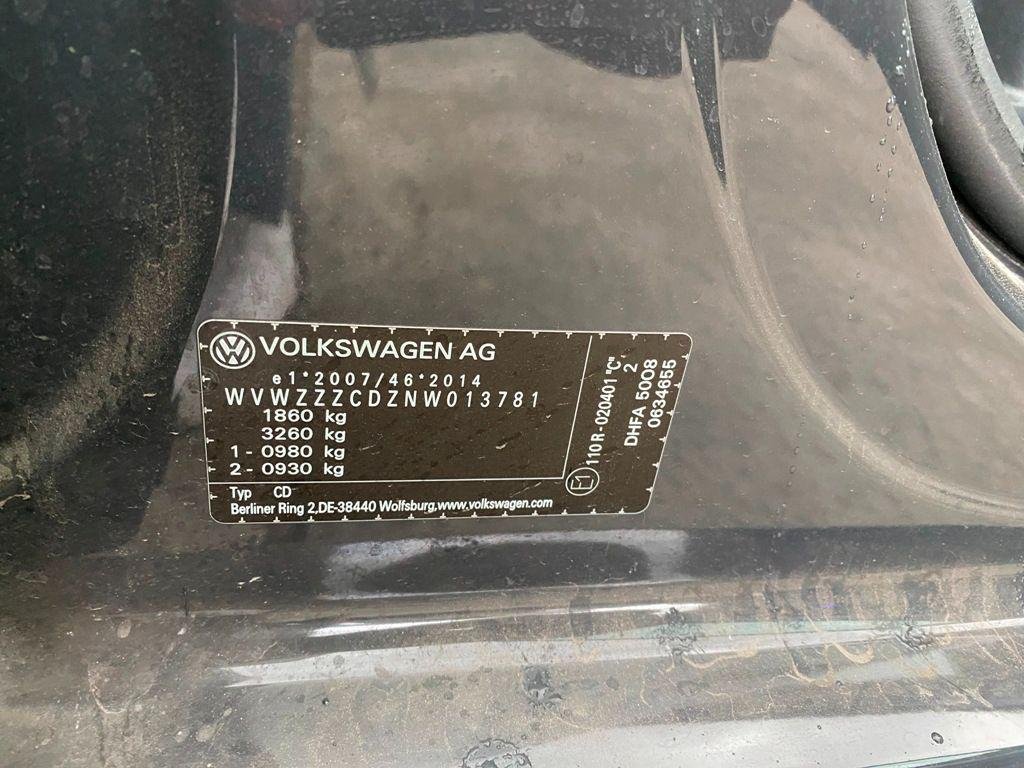 VOLKSWAGEN AG
e1*2007/46*2014
WVWZZZCDZNW013781
1860 kg
3260 kg
1 - 0980 kg
2 - 0930 kg
Typ CD
Berliner Ring 2,DE-38440 Wolfsburg,www.volkswagen.com
110R-020401 "C"
2
DHFA 5008
0634655